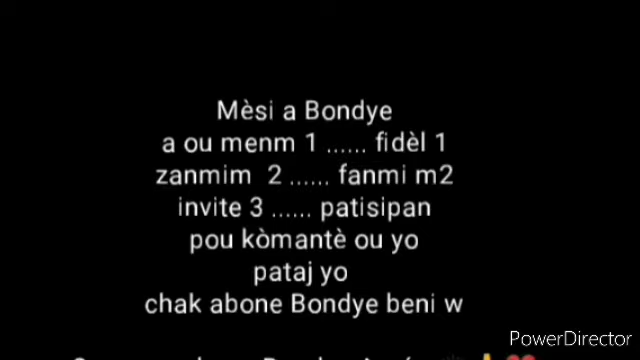 Mèsi a Bondye
a ou menm 1 ...... fidèl 1
zanmim 2 ...... fanmi m2
invite 3 ...... patisipan
pou kòmantè ou yo
pataj yo
chak abone Bondye beni w
PowerDirector